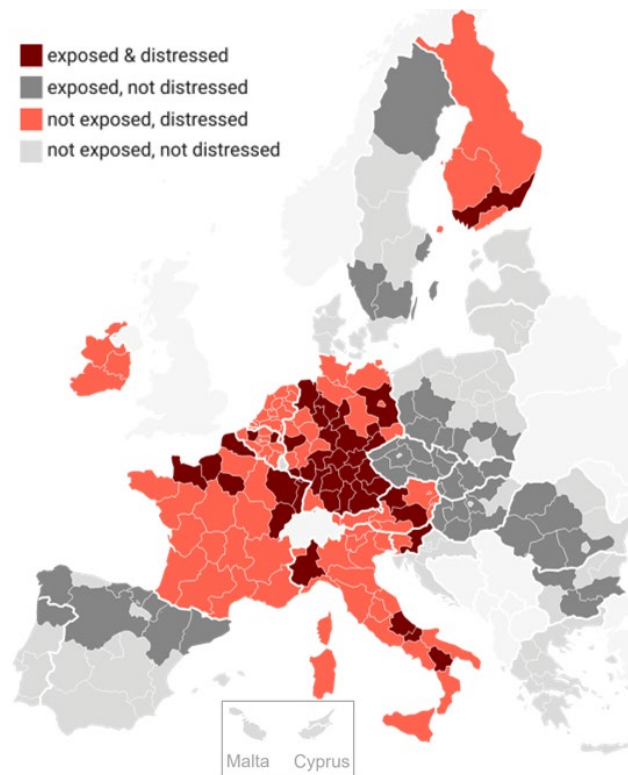 exposed & distressed
exposed, not distressed
not exposed, distressed
not exposed, not distressed
Malta Cyprus